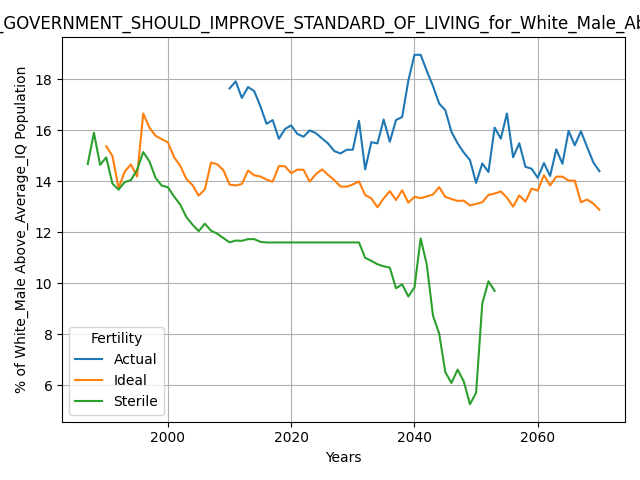 _GOVERNMENT_SHOULD_IMPROVE_STANDARD_OF_LIVING_for_White_Male_Ab
% of White_Male Above_Average_IQ Population
18
16
14
12
10
8
6
Fertility
Actual
Ideal
Sterile
2000 2020 2040 2060
Years